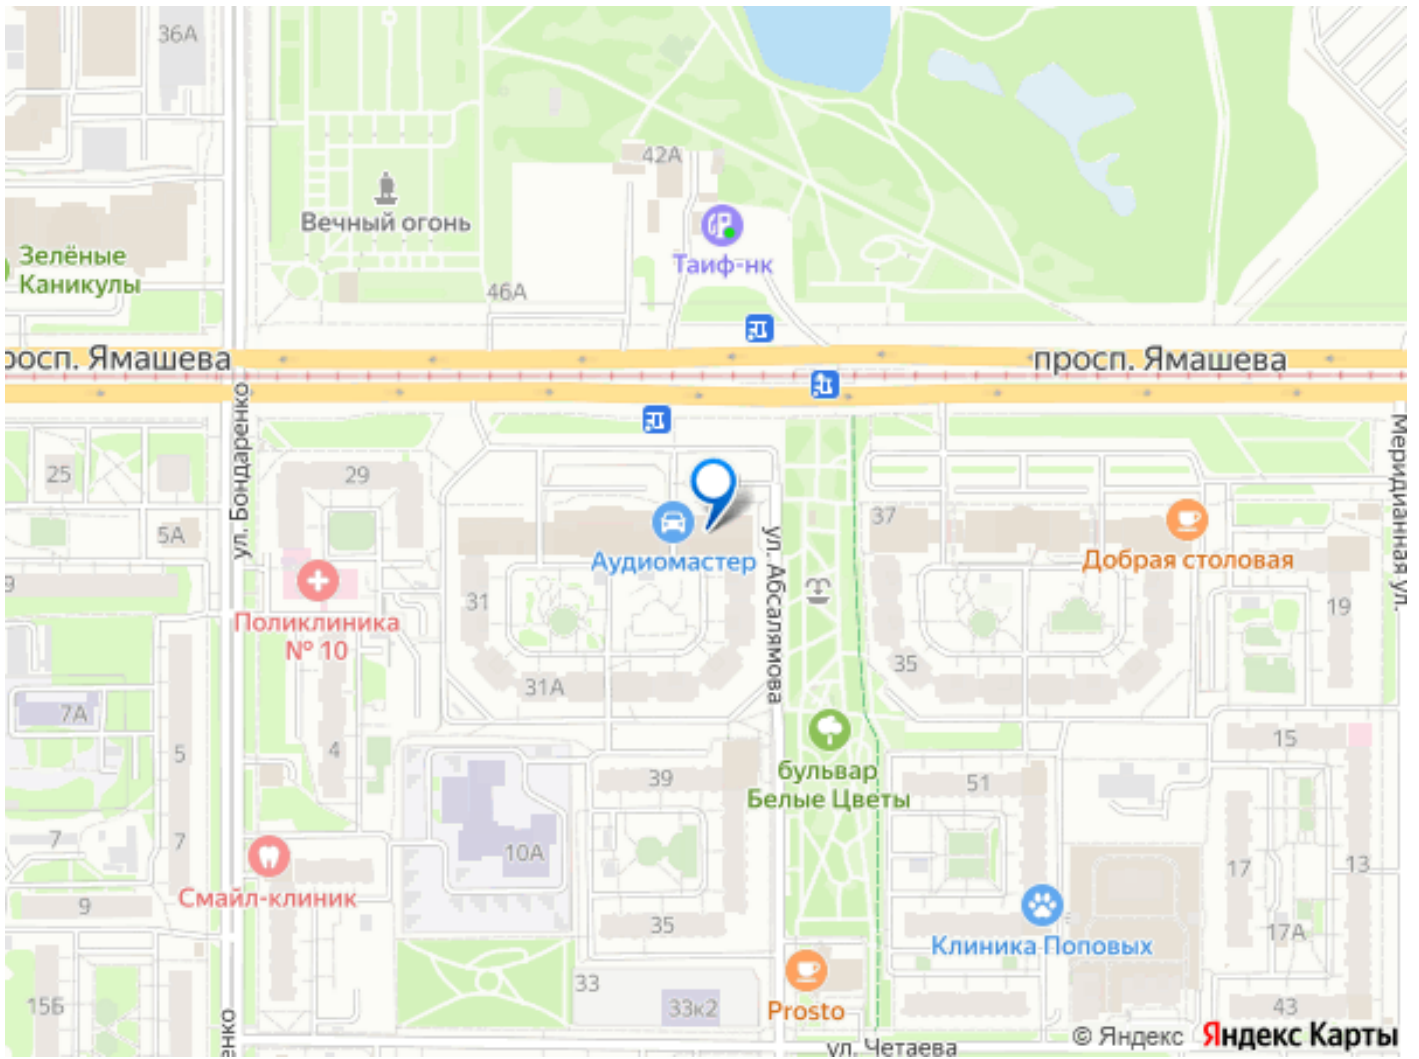 36А
42А
Вечный огонь
Зелёные
Каникулы
Таиф-нк
46А
росп. Ямашева
просп. Ямашева
ул. Бондаренко
Меридианная ул.
25
29
5А
37
Аудиомастер
ул. Абсалямова
Добрая столовая
9
31
19
Поликлиника
№ 10
35
31А
7А
5
4
39
бульвар
Белые Цветы
15
51
7
7
10А
17
13
Смайл-клиник
9
35
17А
Клиника Поповых
15Б
33
33к2
Prosto
43
енко
ул. Четаева
© Яндекс Яндекс Карты